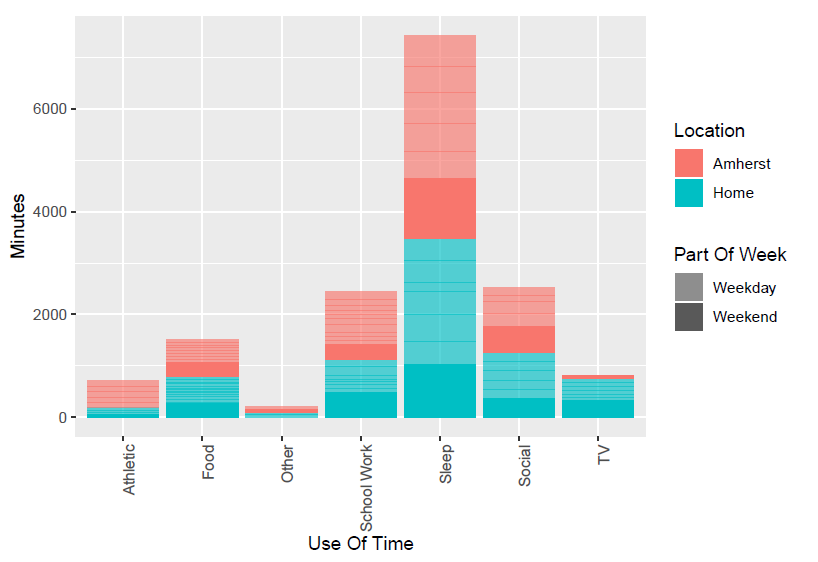 Minutes
6000
4000
2000
0
Athletic
Food
Other
School Work
Sleep
Social
TV
Use Of Time
Location
Amherst
Home
Part Of Week
Weekday
Weekend